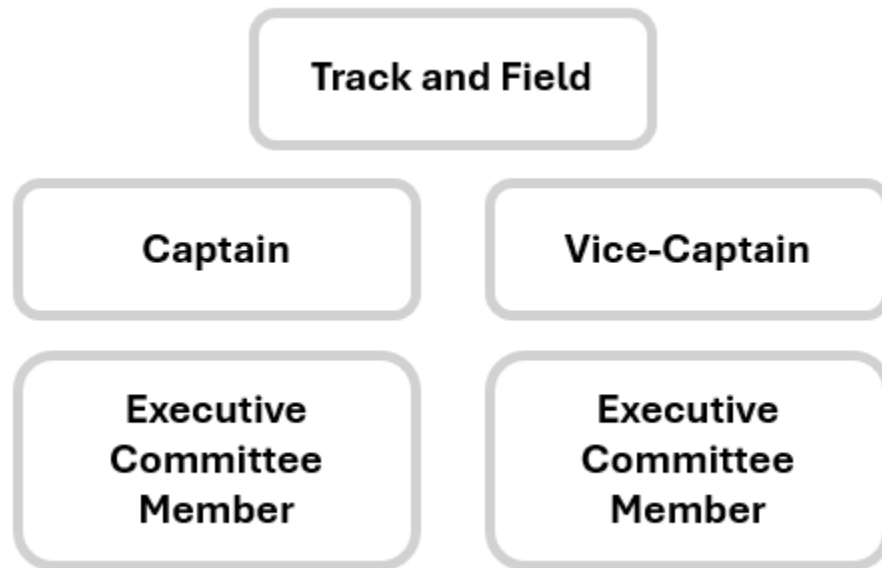 Track and Field
Captain
Vice-Captain
Executive
Committee
Member
Executive
Committee
Member